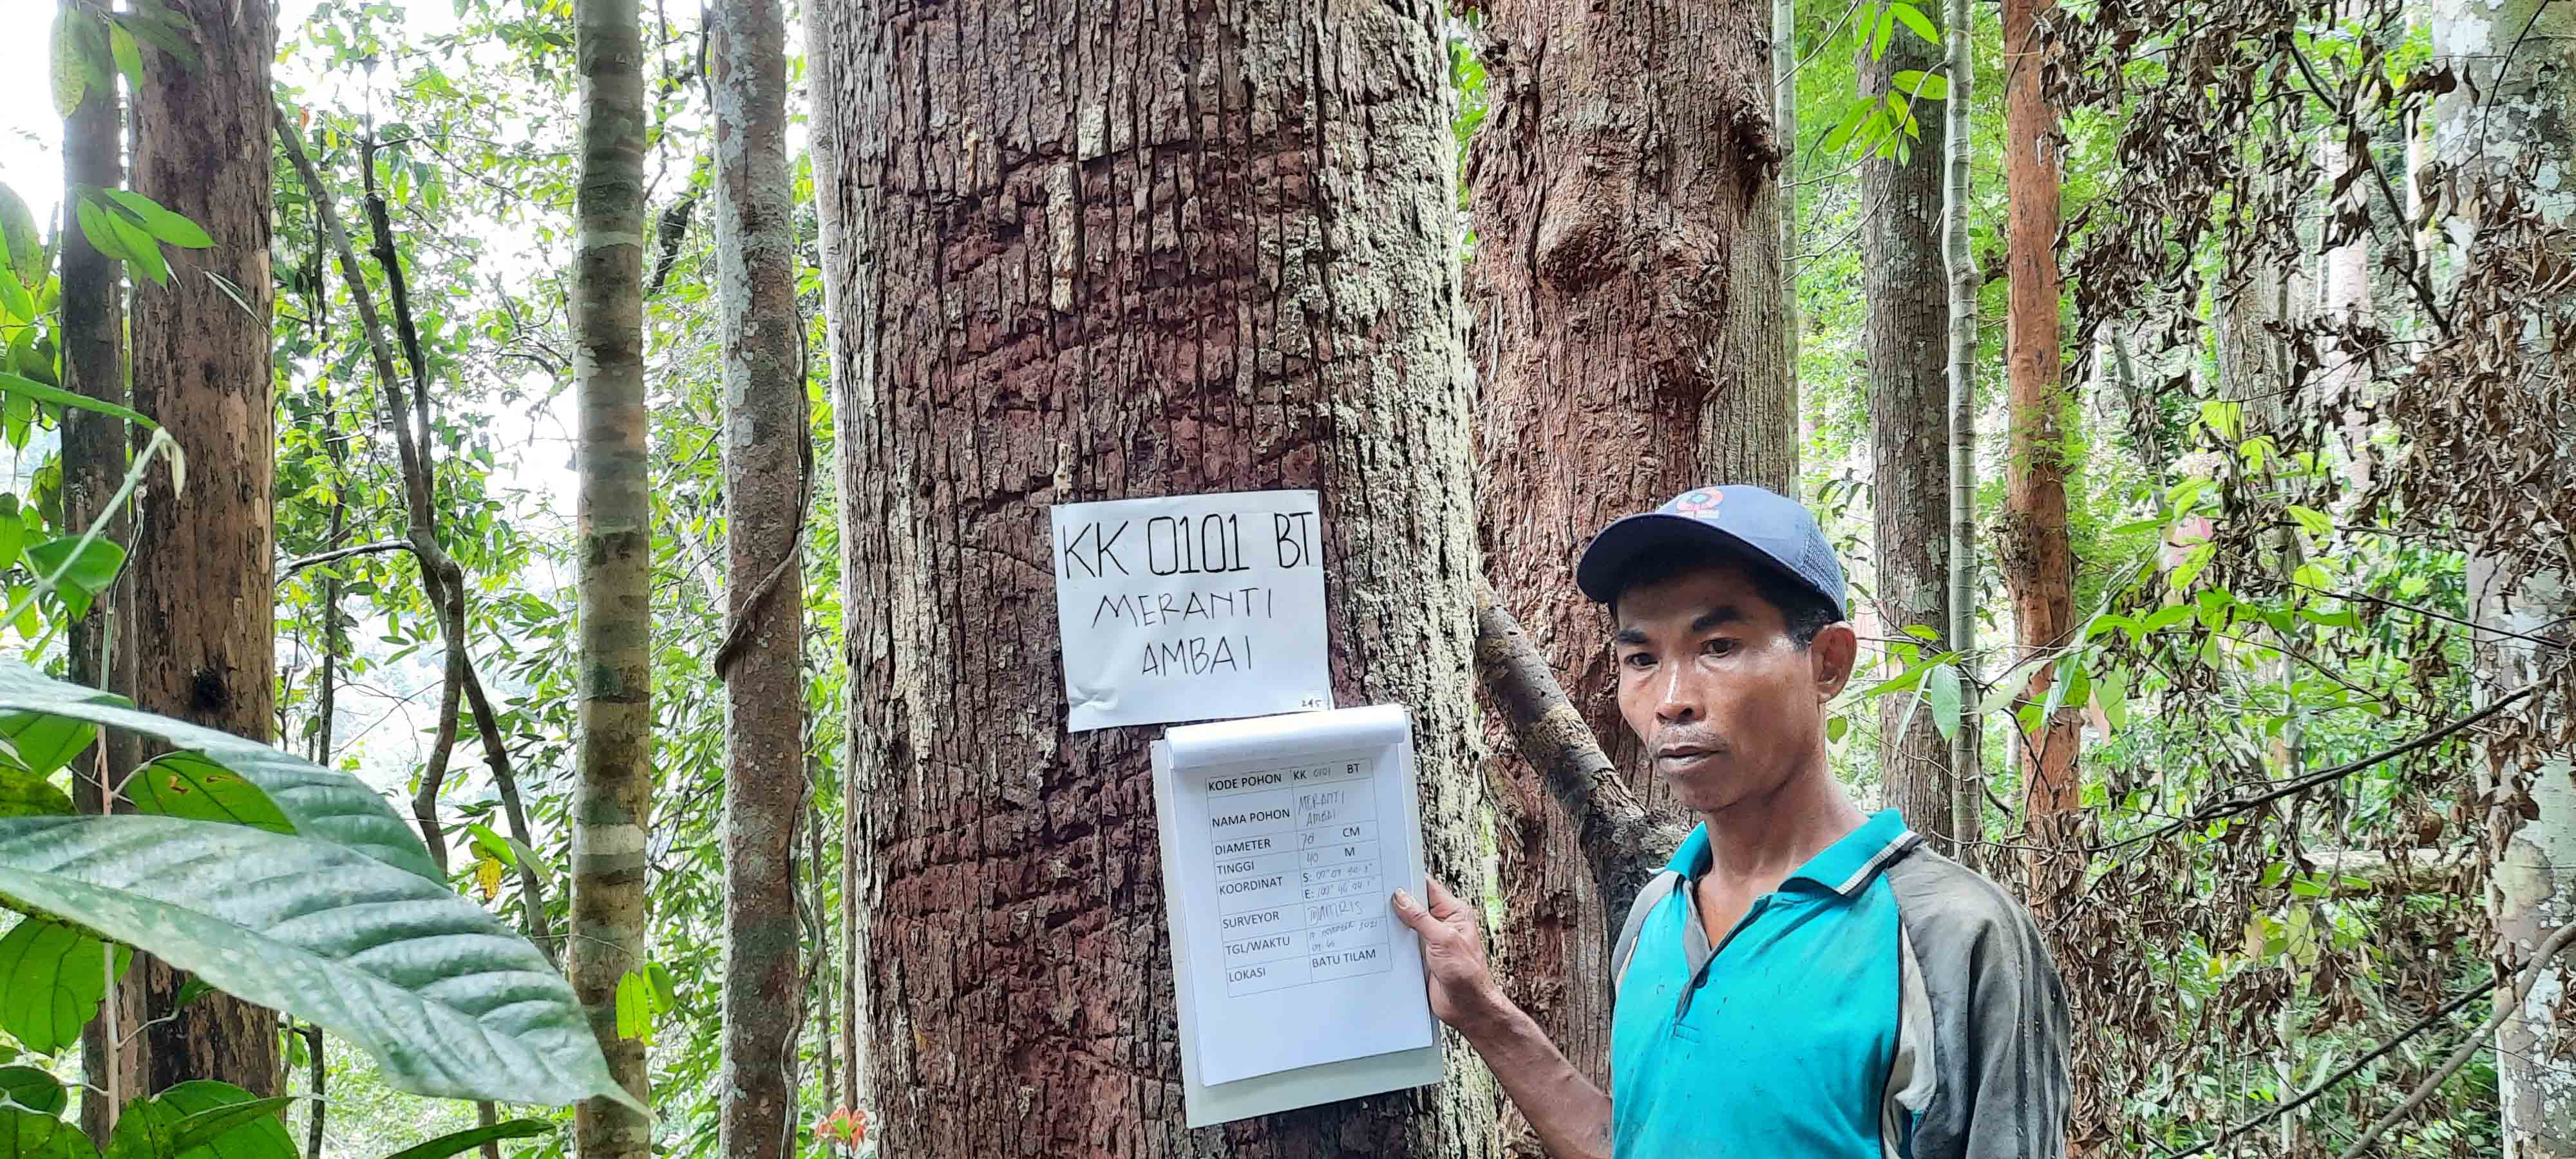 KK 0101 BT
MERANTI
AMBAI
KODE POHON KK 0101 BT
NAMA POHON MERANTI AMBAI
DIAMETER 70 CM
TINGGI 40 M
KOORDINAT S:
E:
SURVEYOR
TGL/WAKTU
LOKASI BATU TILAM